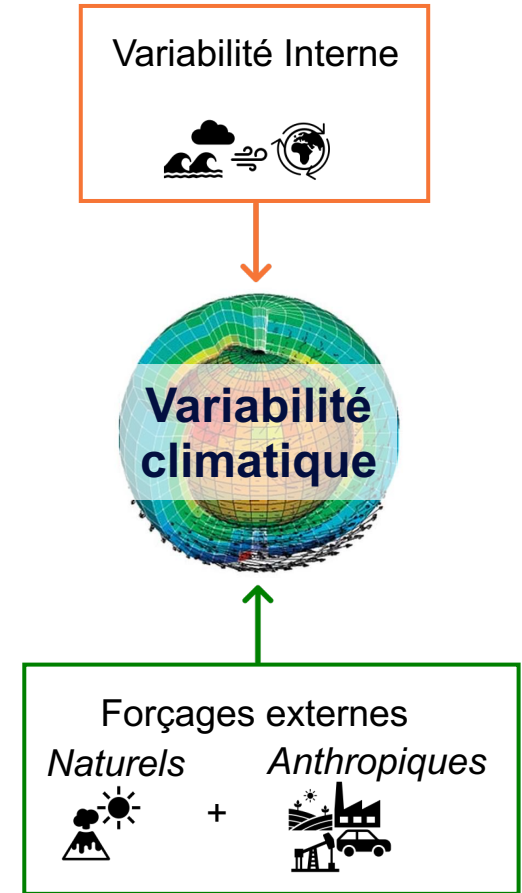 Variabilité Interne
Variabilité
climatique
Forçages externes
Naturels
Anthropiques
+